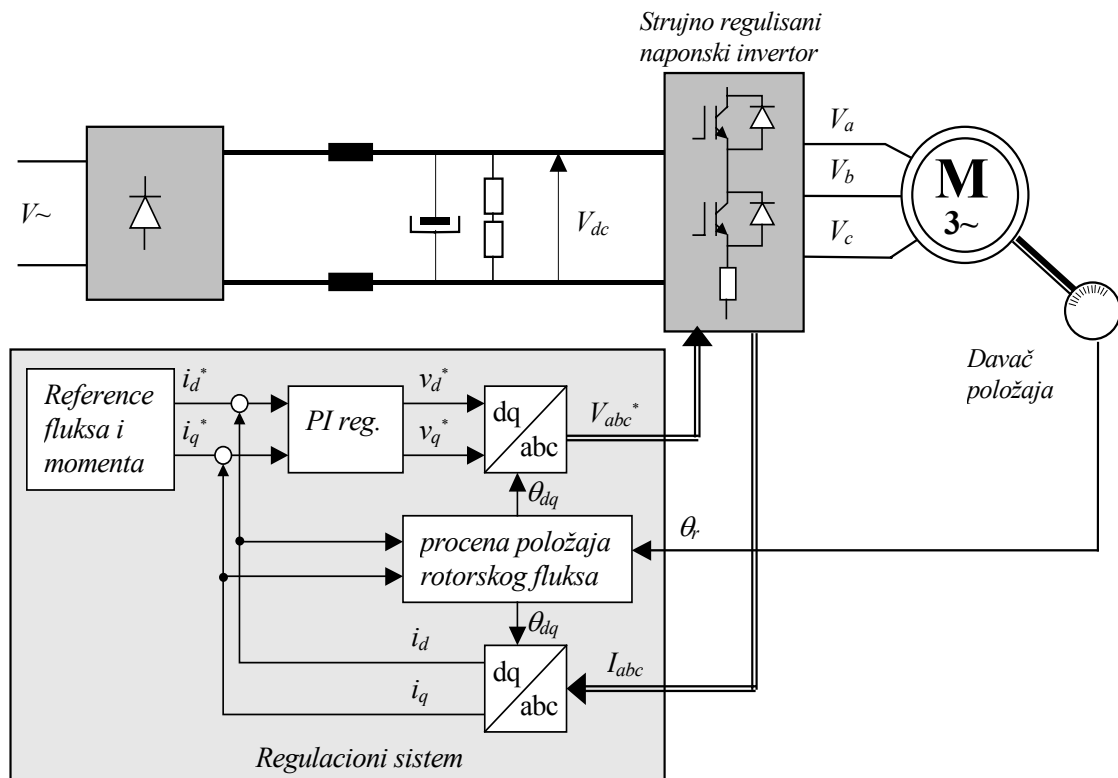 Strujno regulisani
naponski invertor
V~
V_dc
V_a
V_b
V_c
M
3~
Davač
položaja
Reference
fluksa i
momenta
i_d^*
i_q^*
PI reg.
v_d^*
v_q^*
dq
abc
V_abc^*
θ_dq
procena položaja
rotorskog fluksa
θ_r
θ_dq
i_d
i_q
dq
abc
I_abc
Regulacioni sistem